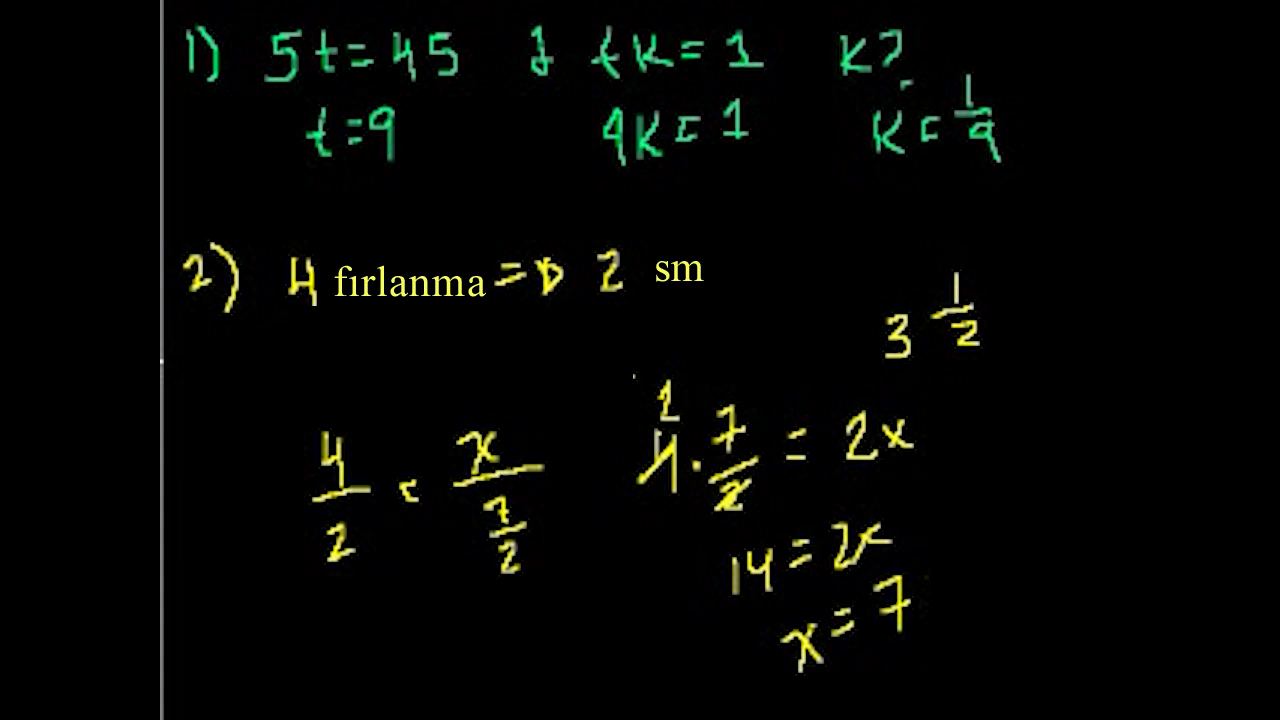 1) 5t=45 & tk=1 k?
t=9 9k=1 k=1/9
2) 4 fırlanma => 2 sm
3 1/2
4/2 = x/(7/2) 4·7/2 = 2x
2
14=2x
x=7